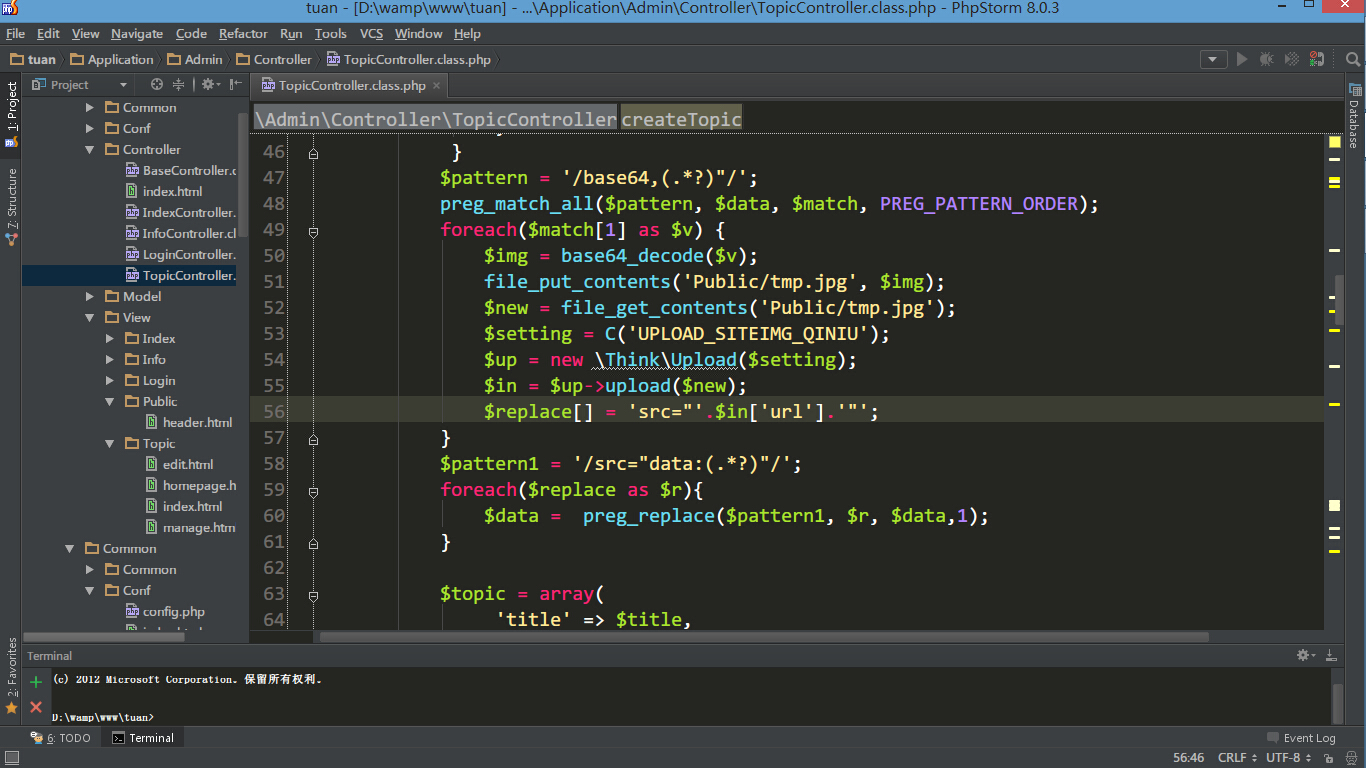 tuan - [D:\wamp\www\tuan] - ...\Application\Admin\Controller\TopicController.class.php - PhpStorm 8.0.3
File Edit View Navigate Code Refactor Run Tools VCS Window Help
tuan Application Admin Controller TopicController.class.php
1: Project
Z: Structure
2: Favorites
Project
Common
Conf
Controller
BaseController.c
index.html
IndexController.
InfoController.cl
LoginController.
TopicController.
Model
View
Index
Info
Login
Public
header.html
Topic
edit.html
homepage.h
index.html
manage.htm
Common
Common
Conf
config.php
TopicController.class.php
\Admin\Controller\TopicController createTopic
46 }
47 $pattern = '/base64,(.*?)"/';
48 preg_match_all($pattern, $data, $match, PREG_PATTERN_ORDER);
49 foreach($match[1] as $v) {
50 $img = base64_decode($v);
51 file_put_contents('Public/tmp.jpg', $img);
52 $new = file_get_contents('Public/tmp.jpg');
53 $setting = C('UPLOAD_SITEIMG_QINIU');
54 $up = new \Think\Upload($setting);
55 $in = $up->upload($new);
56 $replace[] = 'src="'.$in['url'].'"';
57 }
58 $pattern1 = '/src="data:(.*?)"/';
59 foreach($replace as $r){
60 $data =  preg_replace($pattern1, $r, $data,1);
61 }
62
63 $topic = array(
64 'title' => $title,
Database
Terminal
(c) 2012 Microsoft Corporation. 保留所有权利。
D:\wamp\www\tuan>
6: TODO Terminal Event Log
56:46 CRLF UTF-8